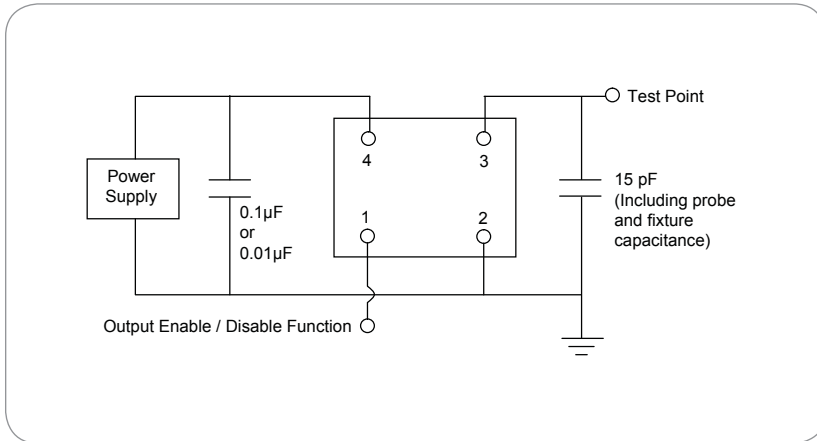 Test Point
4
3
Power
Supply
0.1µF
or
0.01µF
1
2
15 pF
(Including probe
and fixture
capacitance)
Output Enable / Disable Function